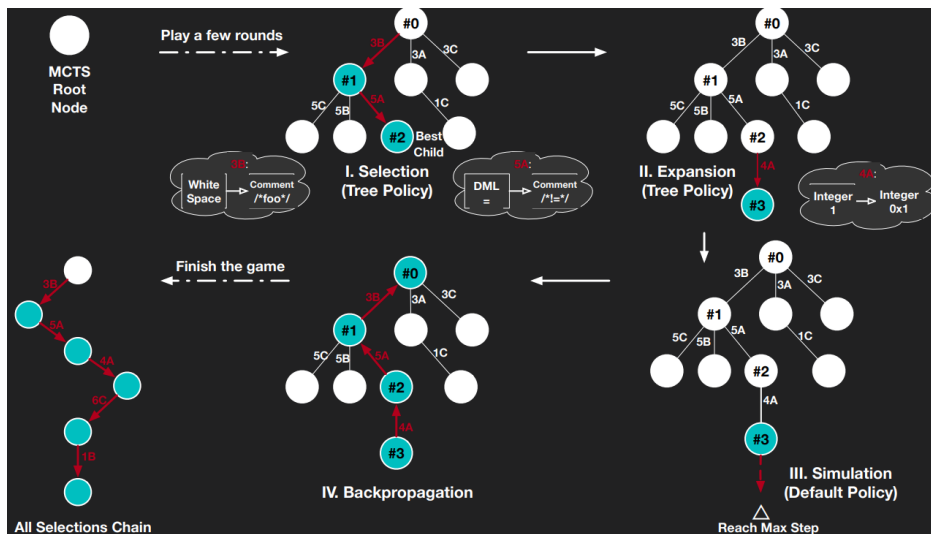 MCTS
Root
Node
Play a few rounds
#0
3B
3A
3C
#1
5C
5B
5A
1C
#2
Best
Child
I. Selection
(Tree Policy)
3B:
White
Space
Comment
/*foo*/
5A:
DML
=
Comment
/*!=*/
#0
3B
3A
3C
#1
5C
5B
5A
1C
#2
4A
#3
II. Expansion
(Tree Policy)
4A:
Integer
1
Integer
0x1
#0
3B
3A
3C
#1
5C
5B
5A
1C
#2
4A
#3
III. Simulation
(Default Policy)
Reach Max Step
#0
3B
3A
3C
#1
5C
5B
5A
1C
#2
4A
#3
IV. Backpropagation
Finish the game
3B
5A
4A
6C
1B
All Selections Chain